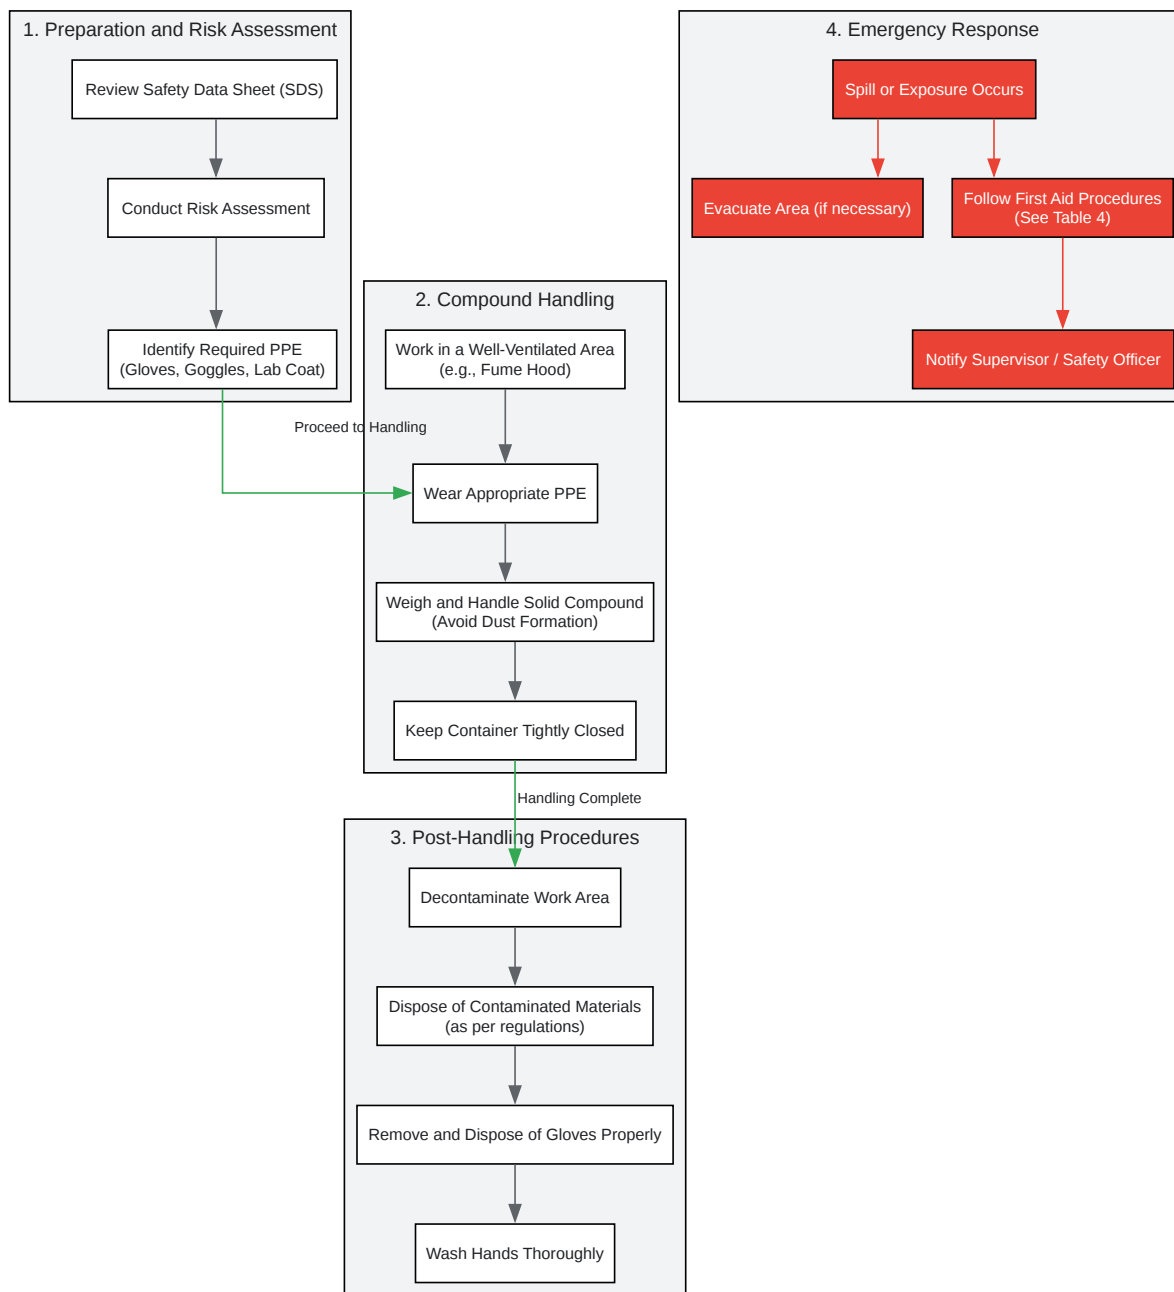 1. Preparation and Risk Assessment
Review Safety Data Sheet (SDS)
Conduct Risk Assessment
Identify Required PPE
(Gloves, Goggles, Lab Coat)
Proceed to Handling
2. Compound Handling
Work in a Well-Ventilated Area
(e.g., Fume Hood)
Wear Appropriate PPE
Weigh and Handle Solid Compound
(Avoid Dust Formation)
Keep Container Tightly Closed
Handling Complete
3. Post-Handling Procedures
Decontaminate Work Area
Dispose of Contaminated Materials
(as per regulations)
Remove and Dispose of Gloves Properly
Wash Hands Thoroughly
4. Emergency Response
Spill or Exposure Occurs
Evacuate Area (if necessary)
Follow First Aid Procedures
(See Table 4)
Notify Supervisor / Safety Officer